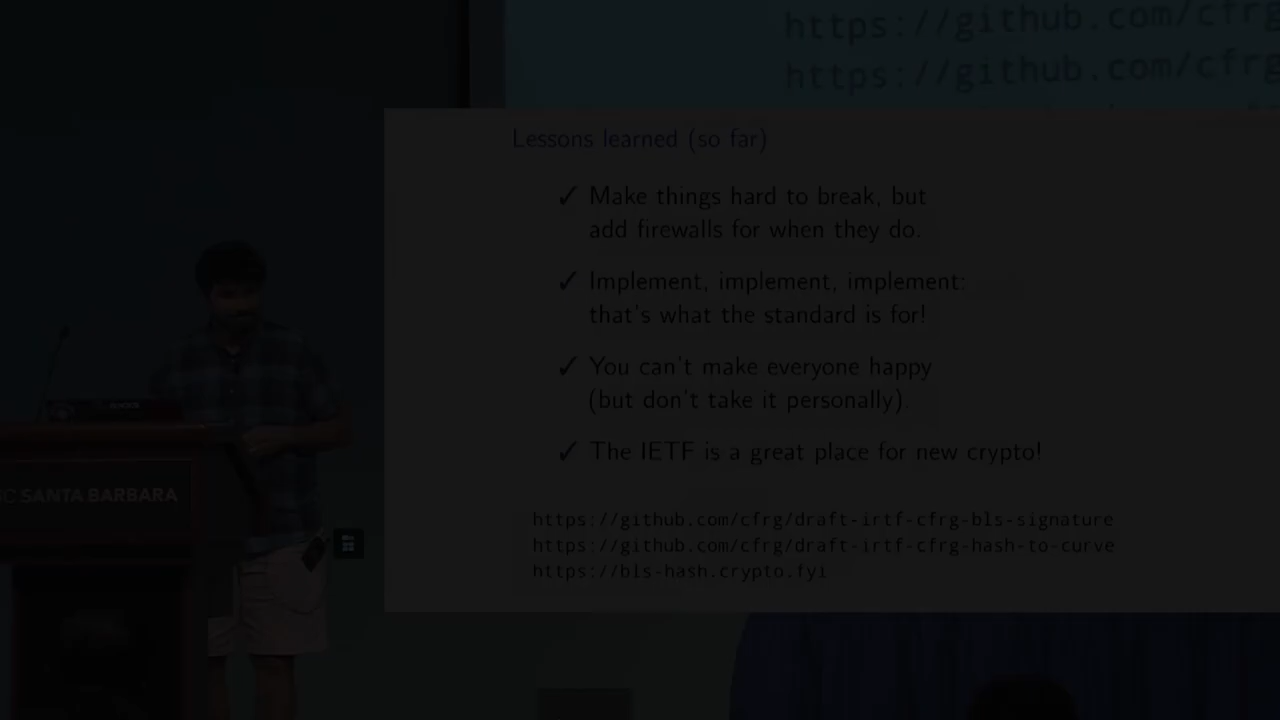 https://github.com/cfrg
https://github.com/cfrg
Lessons learned (so far)
✓ Make things hard to break, but
add firewalls for when they do.
✓ Implement, implement, implement:
that's what the standard is for!
✓ You can't make everyone happy
(but don't take it personally).
✓ The IETF is a great place for new crypto!
https://github.com/cfrg/draft-irtf-cfrg-bls-signature
https://github.com/cfrg/draft-irtf-cfrg-hash-to-curve
https://bls-hash.crypto.fyi
C SANTA BARBARA